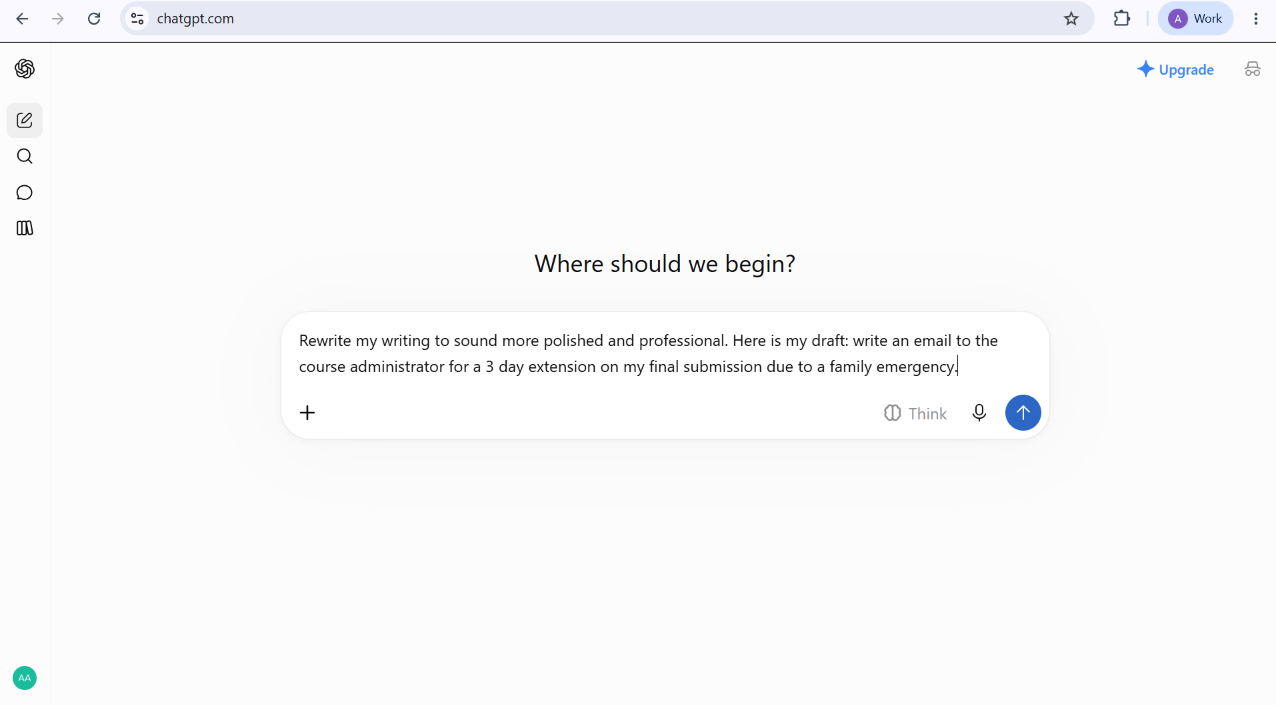 chatgpt.com
A
Work
Upgrade
Where should we begin?
Rewrite my writing to sound more polished and professional. Here is my draft: write an email to the
course administrator for a 3 day extension on my final submission due to a family emergency.
Think
AA